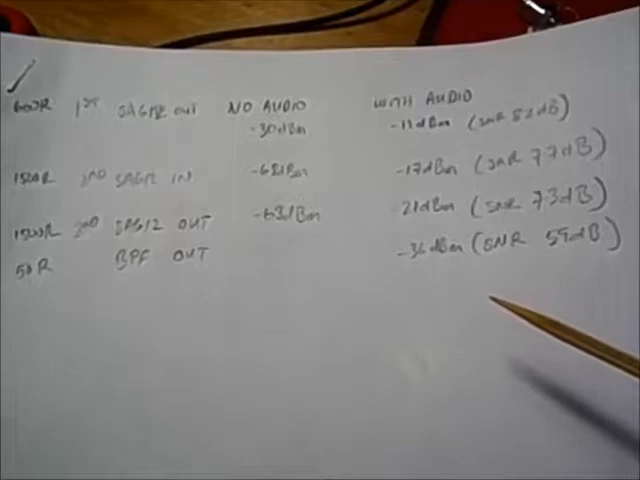 600R 1ST SA612 OUT NO AUDIO WITH AUDIO
-30dBm -11dBm (SNR 82dB)
1500R 2ND SA612 IN -68dBm -17dBm (SNR 77dB)
1500R 2ND SA612 OUT -63dBm -21dBm (SNR 73dB)
50R BPF OUT -36dBm (SNR 59dB)